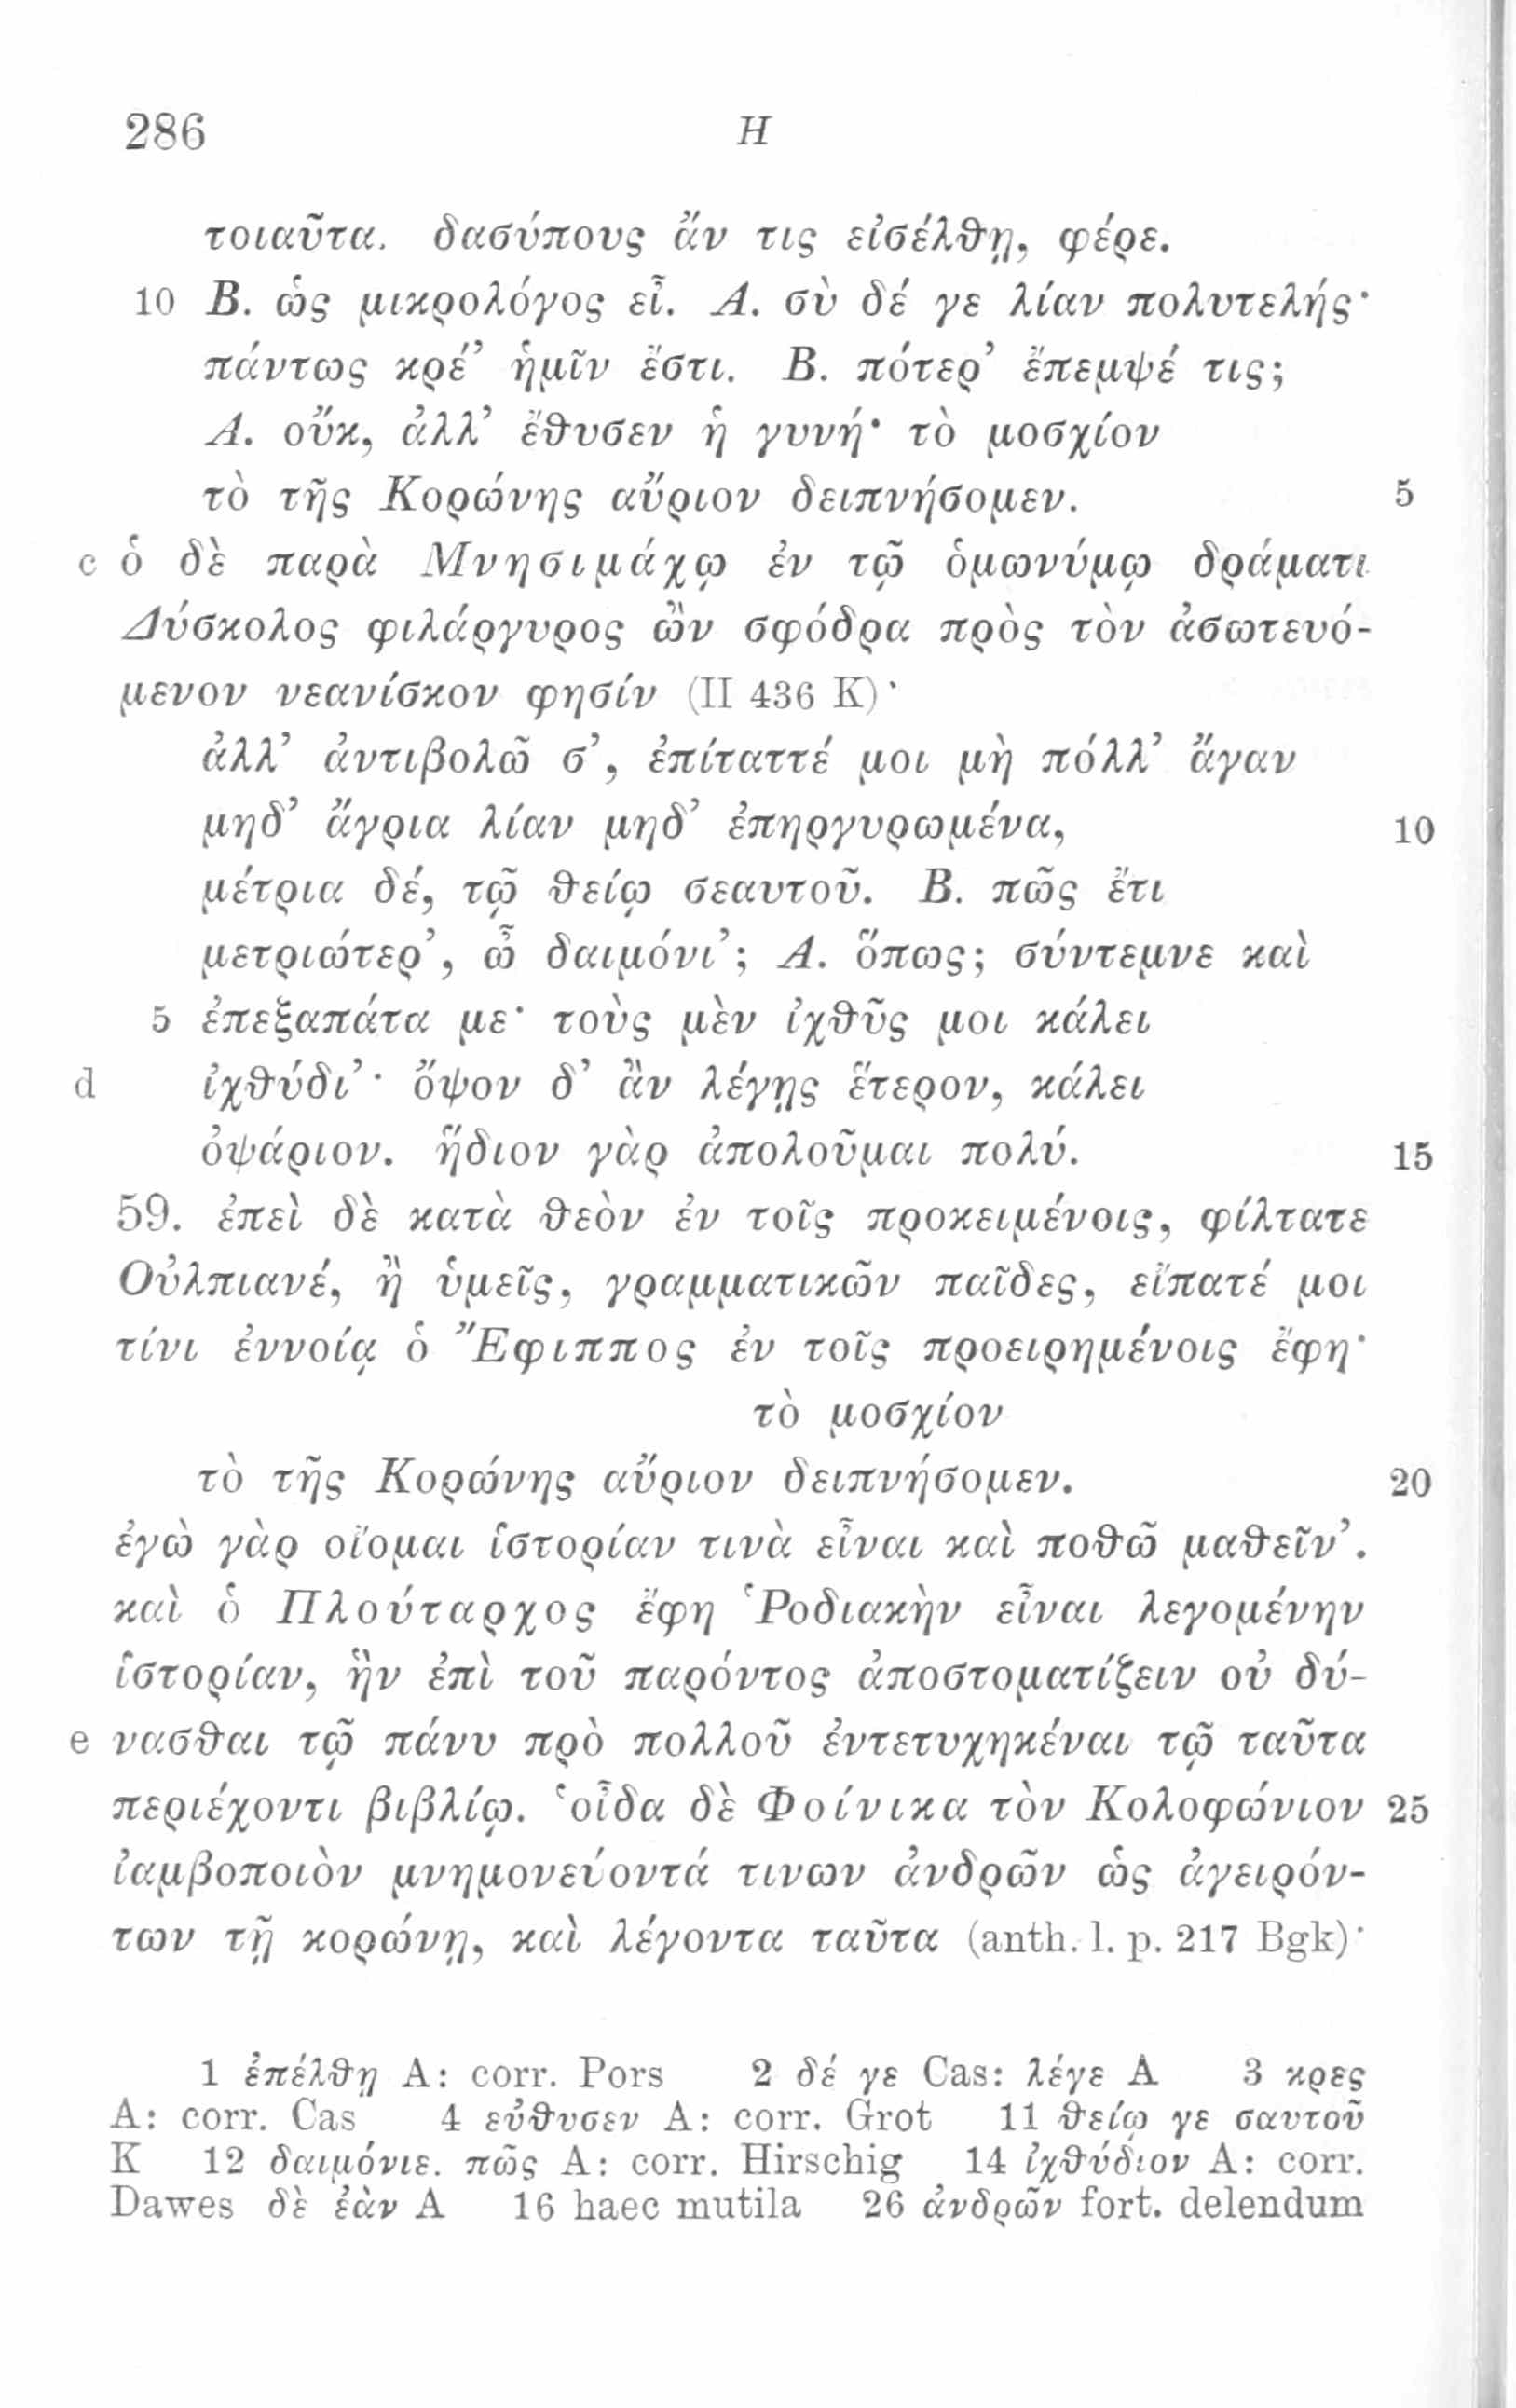 286 H
τοιαῦτα. δασύπους ἄν τις εἰσέλθῃ, φέρε.
10 Β. ὡς μικρολόγος εἶ. Α. σὺ δέ γε λίαν πολυτελής·
πάντως κρέ᾽ ἡμῖν ἔστι. Β. πότερ᾽ ἔπεμψέ τις;
Α. οὔκ, ἀλλ᾽ ἔθυσεν ἡ γυνή· τὸ μοσχίον
τὸ τῆς Κορώνης αὔριον δειπνήσομεν. 5
c ὁ δὲ παρὰ Μνησιμάχῳ ἐν τῷ ὁμωνύμῳ δράματι
Δύσκολος φιλάργυρος ὢν σφόδρα πρὸς τὸν ἀσωτευό-
μενον νεανίσκον φησίν (II 436 K)·
ἀλλ᾽ ἀντιβολῶ σ᾽, ἐπίταττέ μοι μὴ πόλλ᾽ ἄγαν
μηδ᾽ ἄγρια λίαν μηδ᾽ ἐπηργυρωμένα, 10
μέτρια δέ, τῷ θείῳ σεαυτοῦ. Β. πῶς ἔτι
μετριώτερ᾽, ὦ δαιμόνι᾽; Α. ὅπως; σύντεμνε καὶ
5 ἐπεξαπάτα με· τοὺς μὲν ἰχθῦς μοι κάλει
d ἰχθύδι᾽· ὄψον δ᾽ ἂν λέγῃς ἕτερον, κάλει
ὀψάριον. ἥδιον γὰρ ἀπολοῦμαι πολύ. 15
59. ἐπεὶ δὲ κατὰ θεὸν ἐν τοῖς προκειμένοις, φίλτατε
Οὐλπιανέ, ἢ ὑμεῖς, γραμματικῶν παῖδες, εἴπατέ μοι
τίνι ἐννοίᾳ ὁ Ἔφιππος ἐν τοῖς προειρημένοις ἔφη·
τὸ μοσχίον
τὸ τῆς Κορώνης αὔριον δειπνήσομεν. 20
ἐγὼ γὰρ οἴομαι ἱστορίαν τινὰ εἶναι καὶ ποθῶ μαθεῖν᾽.
καὶ ὁ Πλούταρχος ἔφη Ῥοδιακὴν εἶναι λεγομένην
ἱστορίαν, ἣν ἐπὶ τοῦ παρόντος ἀποστοματίζειν οὐ δύ-
e νασθαι τῷ πάνυ πρὸ πολλοῦ ἐντετυχηκέναι τῷ ταῦτα
περιέχοντι βιβλίῳ. ῾οἶδα δὲ Φοίνικα τὸν Κολοφώνιον 25
ἰαμβοποιὸν μνημονεύοντά τινων ἀνδρῶν ὡς ἀγειρόν-
των τῇ κορώνῃ, καὶ λέγοντα ταῦτα (anth. l. p. 217 Bgk)·
1 ἐπέλθῃ A: corr. Pors 2 δέ γε Cas: λέγε A 3 κρες
A: corr. Cas 4 εὔθυσεν A: corr. Grot 11 θείῳ γε σαυτοῦ
K 12 δαιμόνιε. πῶς A: corr. Hirschig 14 ἰχθύδιον A: corr.
Dawes δὲ ἐὰν A 16 haec mutila 26 ἀνδρῶν fort. delendum